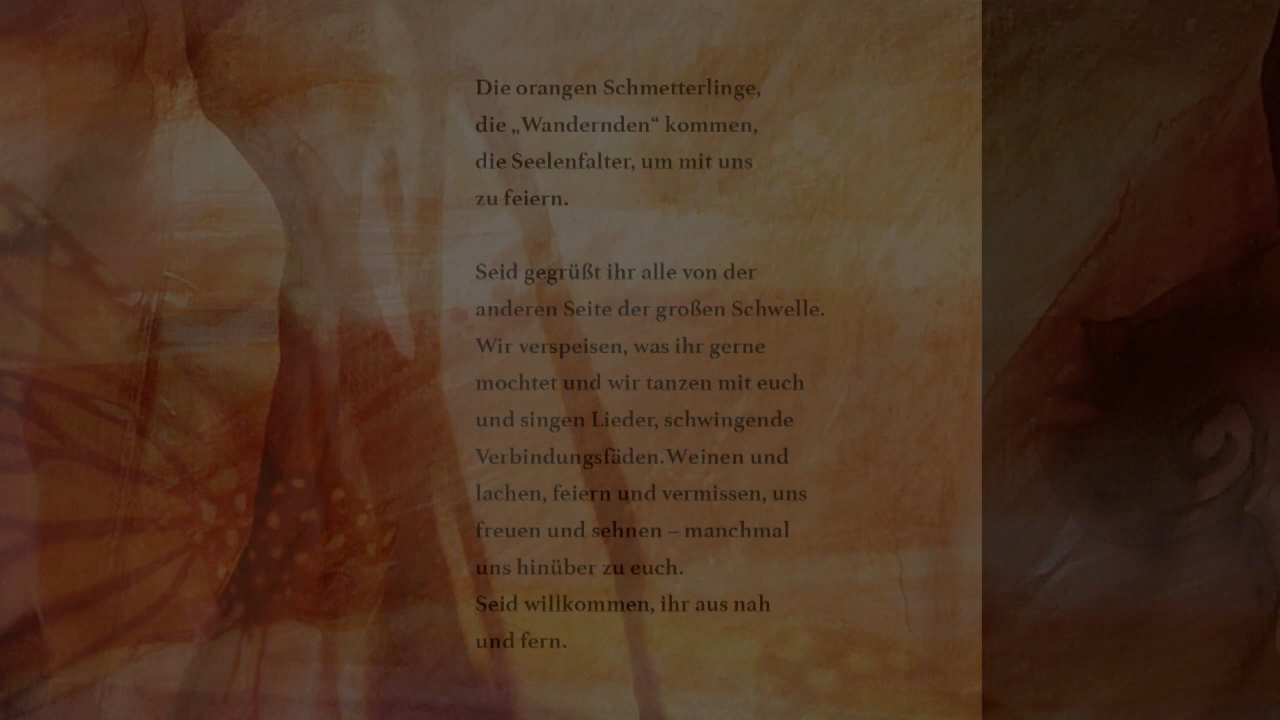 Die orangen Schmetterlinge,
die „Wandernden“ kommen,
die Seelenfalter, um mit uns
zu feiern.
Seid gegrüßt ihr alle von der
anderen Seite der großen Schwelle.
Wir verspeisen, was ihr gerne
mochtet und wir tanzen mit euch
und singen Lieder, schwingende
Verbindungsfäden.Weinen und
lachen, feiern und vermissen, uns
freuen und sehnen – manchmal
uns hinüber zu euch.
Seid willkommen, ihr aus nah
und fern.